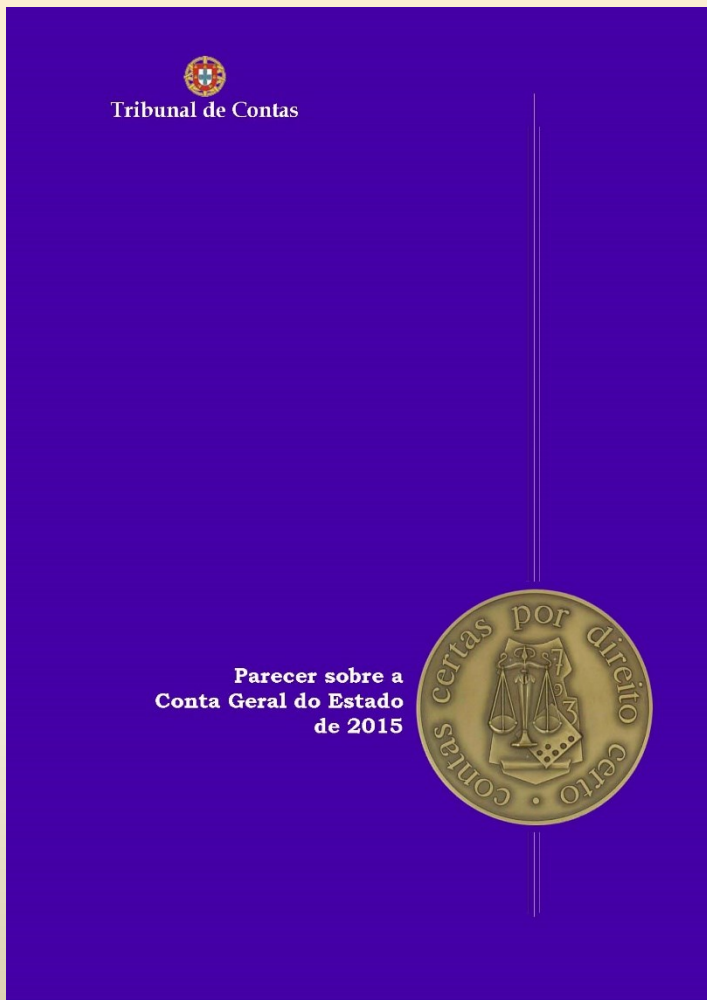 Tribunal de Contas
Parecer sobre a
Conta Geral do Estado
de 2015
contas certas por direito certo •